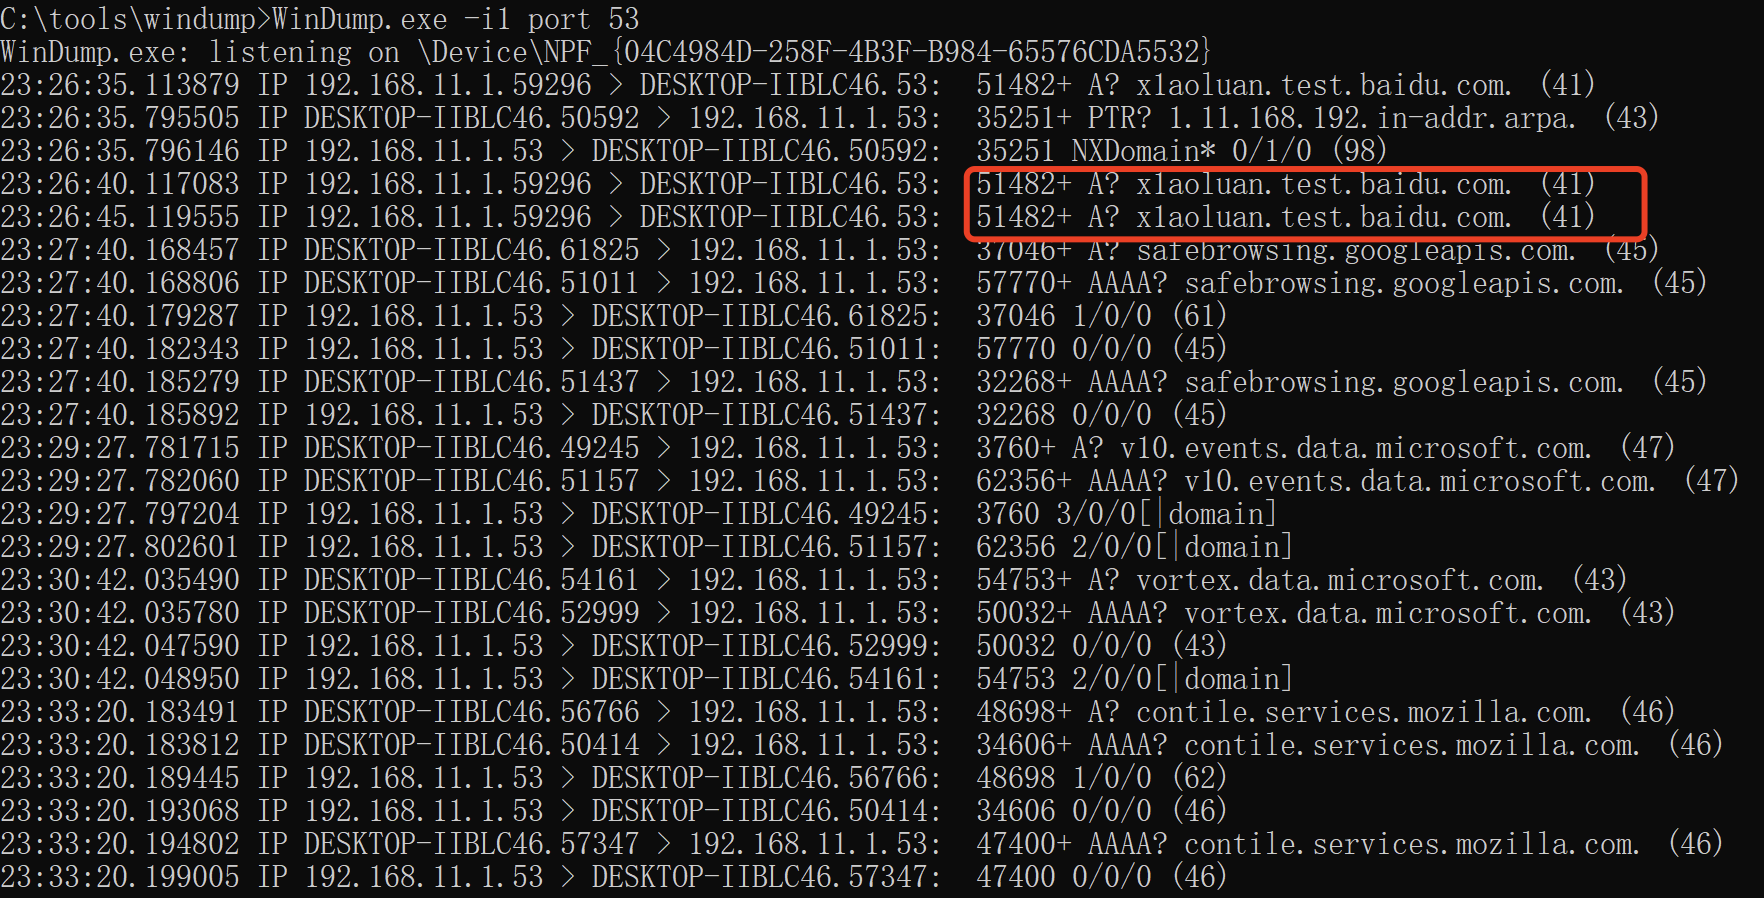 C:\tools\windump>WinDump.exe -i1 port 53
WinDump.exe: listening on \Device\NPF_{04C4984D-258F-4B3F-B984-65576CDA5532}
23:26:35.113879 IP 192.168.11.1.59296 > DESKTOP-IIBLC46.53:  51482+ A? x1aoluan.test.baidu.com. (41)
23:26:35.795505 IP DESKTOP-IIBLC46.50592 > 192.168.11.1.53:  35251+ PTR? 1.11.168.192.in-addr.arpa. (43)
23:26:35.796146 IP 192.168.11.1.53 > DESKTOP-IIBLC46.50592:  35251 NXDomain* 0/1/0 (98)
23:26:40.117083 IP 192.168.11.1.59296 > DESKTOP-IIBLC46.53:  51482+ A? x1aoluan.test.baidu.com. (41)
23:26:45.119555 IP 192.168.11.1.59296 > DESKTOP-IIBLC46.53:  51482+ A? x1aoluan.test.baidu.com. (41)
23:27:40.168457 IP DESKTOP-IIBLC46.61825 > 192.168.11.1.53:  37046+ A? safebrowsing.googleapis.com. (45)
23:27:40.168806 IP DESKTOP-IIBLC46.51011 > 192.168.11.1.53:  57770+ AAAA? safebrowsing.googleapis.com. (45)
23:27:40.179287 IP 192.168.11.1.53 > DESKTOP-IIBLC46.61825:  37046 1/0/0 (61)
23:27:40.182343 IP 192.168.11.1.53 > DESKTOP-IIBLC46.51011:  57770 0/0/0 (45)
23:27:40.185279 IP DESKTOP-IIBLC46.51437 > 192.168.11.1.53:  32268+ AAAA? safebrowsing.googleapis.com. (45)
23:27:40.185892 IP 192.168.11.1.53 > DESKTOP-IIBLC46.51437:  32268 0/0/0 (45)
23:29:27.781715 IP DESKTOP-IIBLC46.49245 > 192.168.11.1.53:  3760+ A? v10.events.data.microsoft.com. (47)
23:29:27.782060 IP DESKTOP-IIBLC46.51157 > 192.168.11.1.53:  62356+ AAAA? v10.events.data.microsoft.com. (47)
23:29:27.797204 IP 192.168.11.1.53 > DESKTOP-IIBLC46.49245:  3760 3/0/0[|domain]
23:29:27.802601 IP 192.168.11.1.53 > DESKTOP-IIBLC46.51157:  62356 2/0/0[|domain]
23:30:42.035490 IP DESKTOP-IIBLC46.54161 > 192.168.11.1.53:  54753+ A? vortex.data.microsoft.com. (43)
23:30:42.035780 IP DESKTOP-IIBLC46.52999 > 192.168.11.1.53:  50032+ AAAA? vortex.data.microsoft.com. (43)
23:30:42.047590 IP 192.168.11.1.53 > DESKTOP-IIBLC46.52999:  50032 0/0/0 (43)
23:30:42.048950 IP 192.168.11.1.53 > DESKTOP-IIBLC46.54161:  54753 2/0/0[|domain]
23:33:20.183491 IP DESKTOP-IIBLC46.56766 > 192.168.11.1.53:  48698+ A? contile.services.mozilla.com. (46)
23:33:20.183812 IP DESKTOP-IIBLC46.50414 > 192.168.11.1.53:  34606+ AAAA? contile.services.mozilla.com. (46)
23:33:20.189445 IP 192.168.11.1.53 > DESKTOP-IIBLC46.56766:  48698 1/0/0 (62)
23:33:20.193068 IP 192.168.11.1.53 > DESKTOP-IIBLC46.50414:  34606 0/0/0 (46)
23:33:20.194802 IP DESKTOP-IIBLC46.57347 > 192.168.11.1.53:  47400+ AAAA? contile.services.mozilla.com. (46)
23:33:20.199005 IP 192.168.11.1.53 > DESKTOP-IIBLC46.57347:  47400 0/0/0 (46)